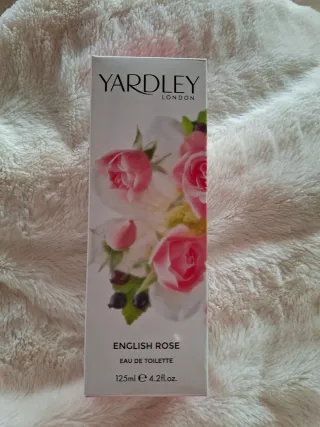 YARDLEY
LONDON
ENGLISH ROSE
EAU DE TOILETTE
125ml ℮ 4.2fl.oz.